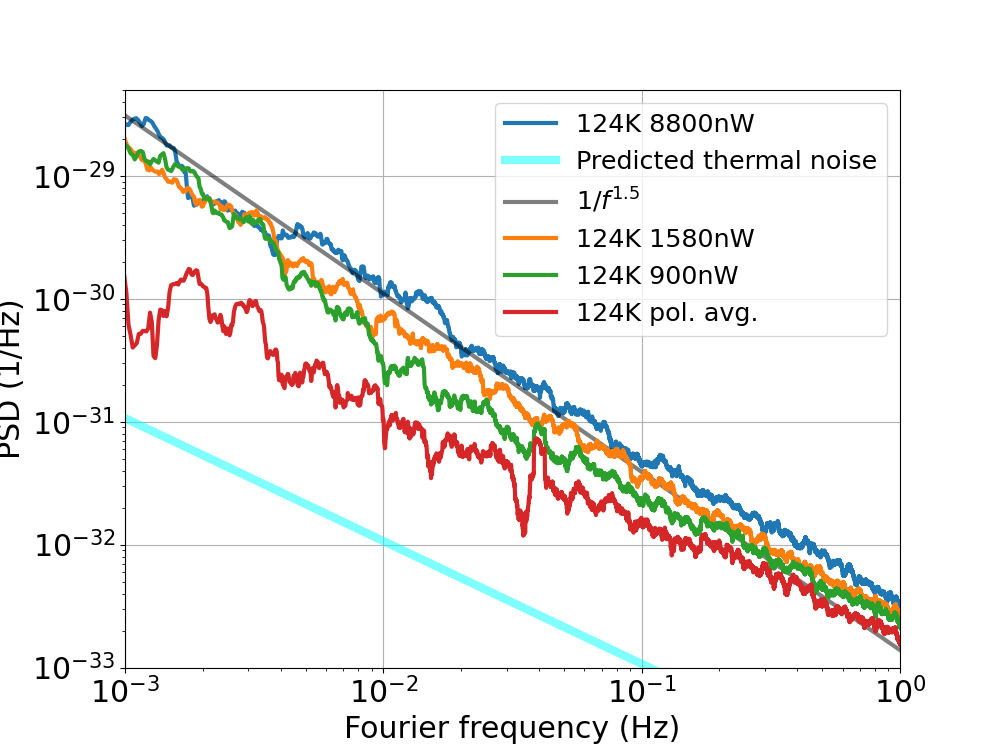 124K 8800nW
Predicted thermal noise
1/f^1.5
124K 1580nW
124K 900nW
124K pol. avg.
PSD (1/Hz)
10^−29
10^−30
10^−31
10^−32
10^−33
10^−3
10^−2
10^−1
10^0
Fourier frequency (Hz)